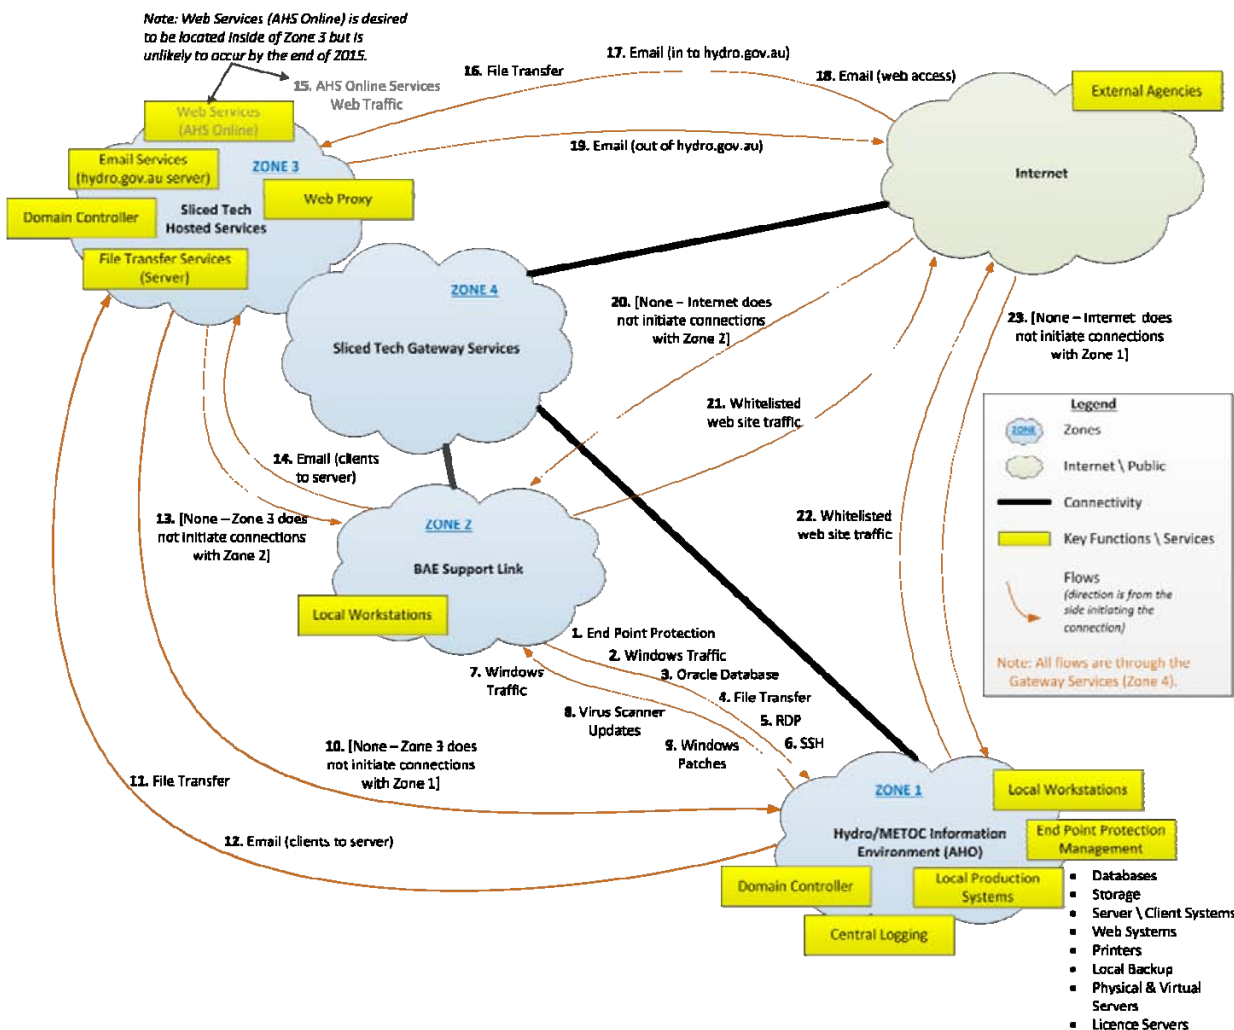 Note: Web Services (AHS Online) is desired
to be located inside of Zone 3 but is
unlikely to occur by the end of 2015.
15. AHS Online Services
Web Traffic
16. File Transfer
17. Email (in to hydro.gov.au)
18. Email (web access)
19. Email (out of hydro.gov.au)
External Agencies
Internet
Web Services
(AHS Online)
Email Services
(hydro.gov.au server)
ZONE 3
Web Proxy
Domain Controller
Sliced Tech
Hosted Services
File Transfer Services
(Server)
ZONE 4
Sliced Tech Gateway Services
20. [None – Internet does
not initiate connections
with Zone 2]
23. [None – Internet does
not initiate connections
with Zone 1]
21. Whitelisted
web site traffic
14. Email (clients
to server)
13. [None – Zone 3 does
not initiate connections
with Zone 2]
22. Whitelisted
web site traffic
Legend
ZONE
Zones
Internet \ Public
Connectivity
Key Functions \ Services
Flows
(direction is from the
side initiating the
connection)
Note: All flows are through the
Gateway Services (Zone 4).
ZONE 2
BAE Support Link
Local Workstations
1. End Point Protection
2. Windows Traffic
3. Oracle Database
4. File Transfer
5. RDP
6. SSH
7. Windows
Traffic
8. Virus Scanner
Updates
9. Windows
Patches
10. [None – Zone 3 does
not initiate connections
with Zone 1]
11. File Transfer
12. Email (clients to server)
ZONE 1
Hydro/METOC Information
Environment (AHO)
Local Workstations
End Point Protection
Management
Domain Controller
Local Production
Systems
Central Logging
• Databases
• Storage
• Server \ Client Systems
• Web Systems
• Printers
• Local Backup
• Physical & Virtual
Servers
• Licence Servers